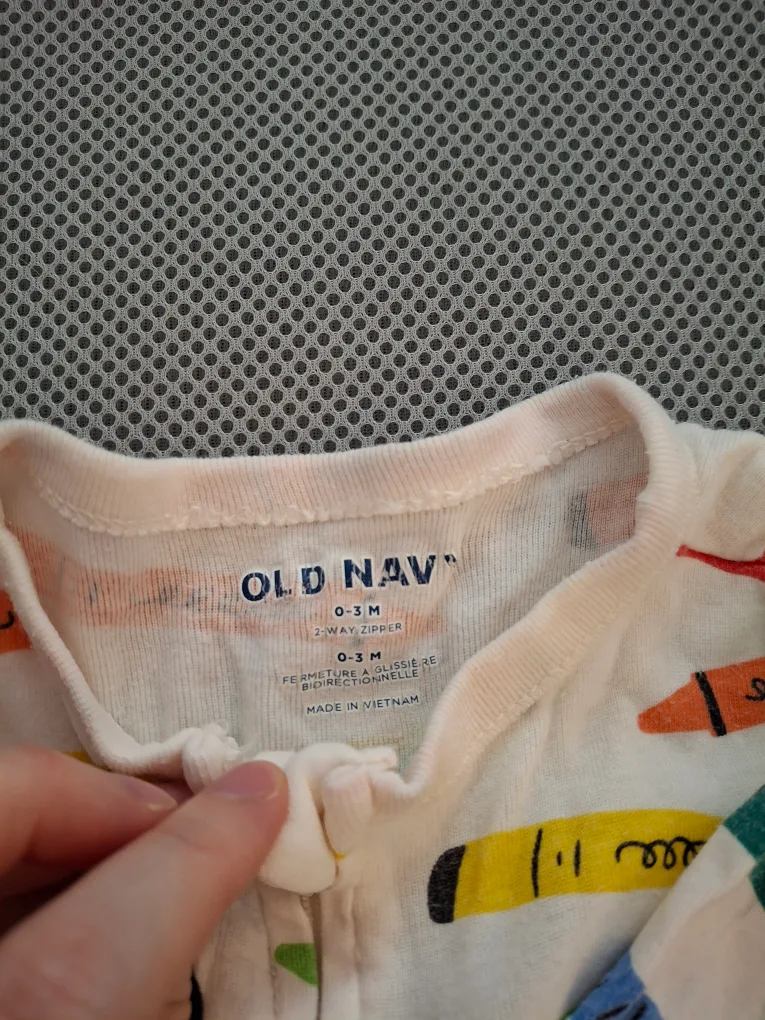 OLD NAVY
0-3 M
2-WAY ZIPPER
0-3 M
FERMETURE À GLISSIÈRE
BIDIRECTIONNELLE
MADE IN VIETNAM